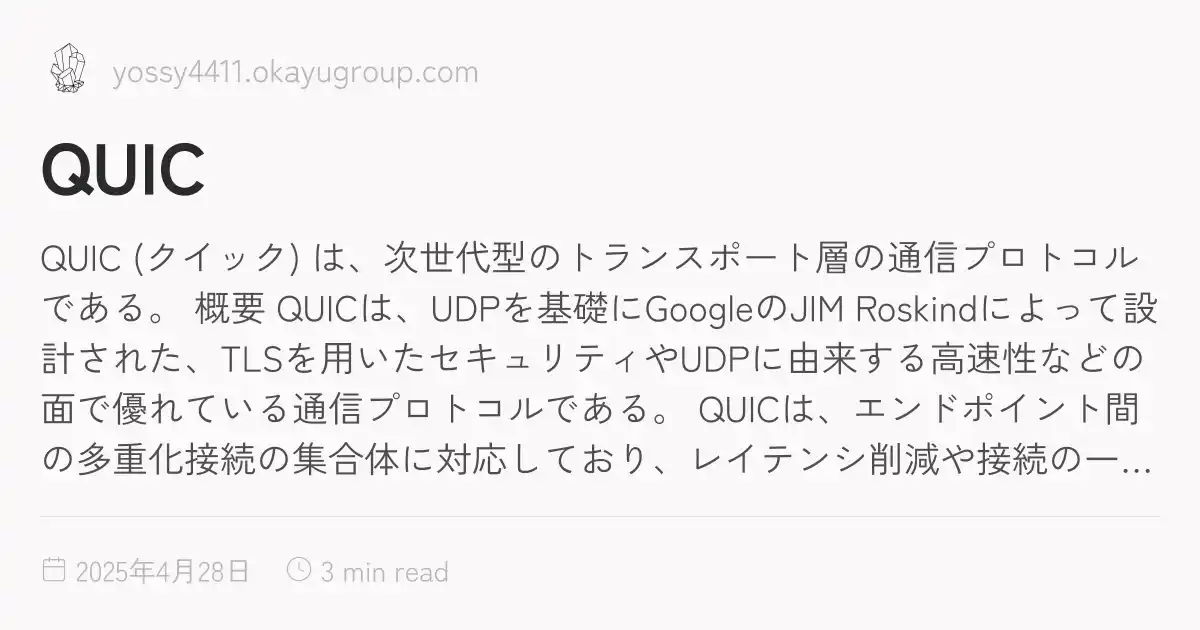 yossy4411.okayugroup.com
QUIC
QUIC (クイック) は、次世代型のトランスポート層の通信プロトコル
である。 概要 QUICは、UDPを基礎にGoogleのJIM Roskindによって設
計された、TLSを用いたセキュリティやUDPに由来する高速性などの
面で優れている通信プロトコルである。 QUICは、エンドポイント間
の多重化接続の集合体に対応しており、レイテンシ削減や接続の一…
2025年4月28日 3 min read